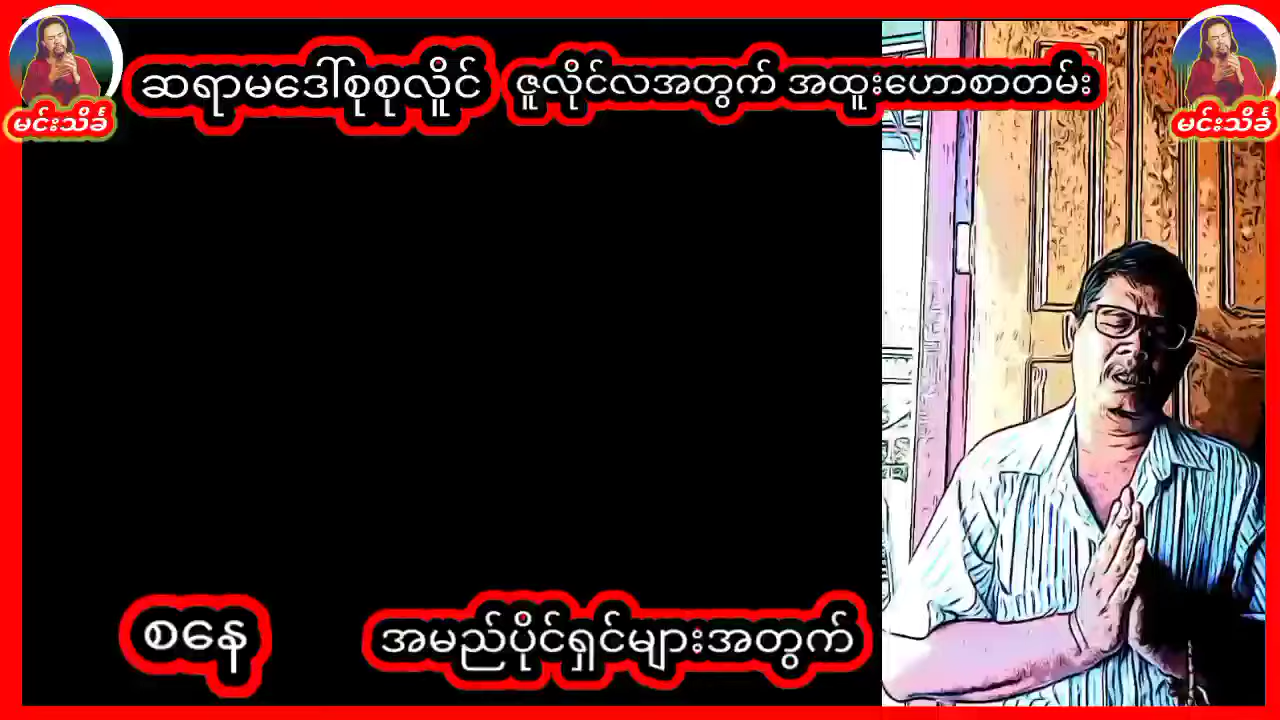 ဆရာမဒေါ်စုစုလှိုင် ဇူလိုင်လအတွက် အထူးဟောစာတမ်း
မင်းသိင်္ခ
မင်းသိင်္ခ
စနေ အမည်ပိုင်ရှင်များအတွက်